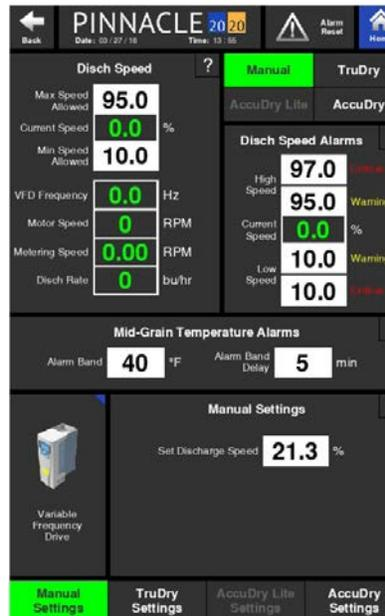 PINNACLE 20 20
Back
Date: 03/27/18
Time: 13:55
Alarm Reset
Disch Speed
?
Max Speed Allowed 95.0
Current Speed 0.0 %
Min Speed Allowed 10.0
VFD Frequency 0.0 Hz
Motor Speed 0 RPM
Metering Speed 0.00 RPM
Disch Rate 0 bu/hr
Manual
TruDry
AccuDry Lite
AccuDry
Disch Speed Alarms
High Speed
97.0 Critical
95.0 Warning
Current Speed 0.0 %
Low Speed
10.0 Warning
10.0 Critical
Mid-Grain Temperature Alarms
Alarm Band 40 °F
Alarm Band Delay 5 min
Variable Frequency Drive
Manual Settings
Set Discharge Speed 21.3 %
Manual Settings
TruDry Settings
AccuDry Lite Settings
AccuDry Settings